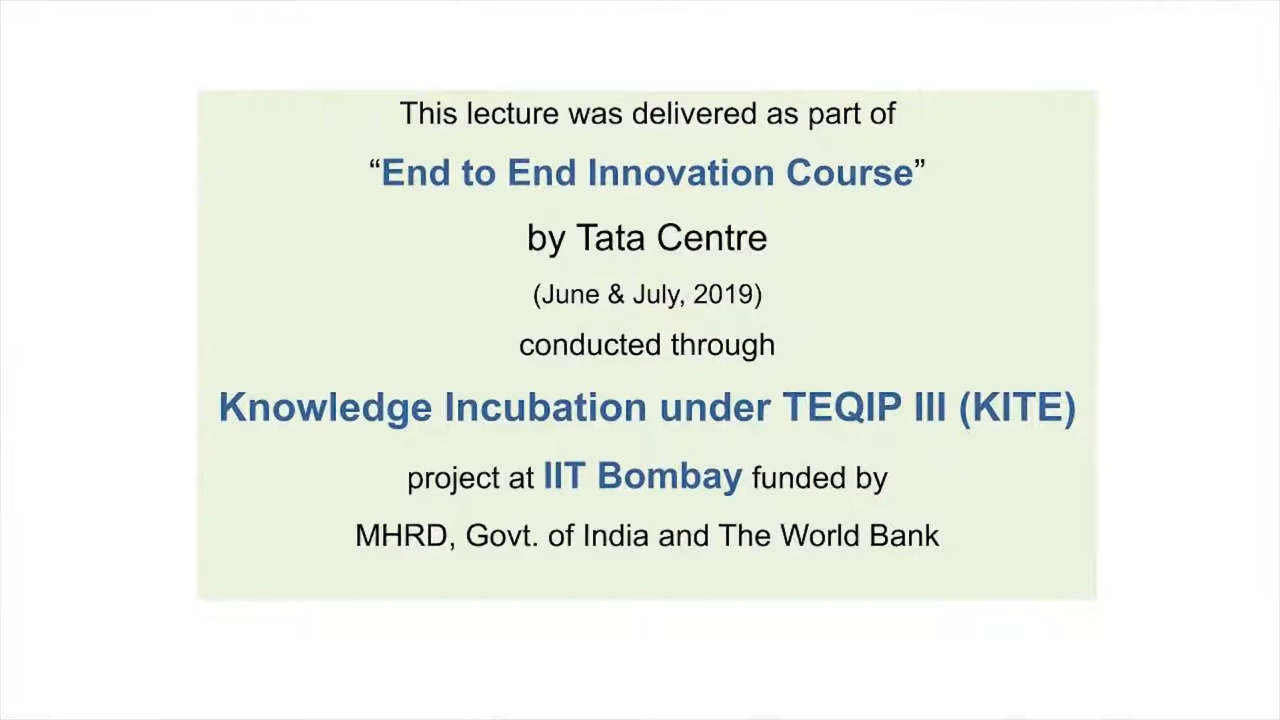 This lecture was delivered as part of
“End to End Innovation Course”
by Tata Centre
(June & July, 2019)
conducted through
Knowledge Incubation under TEQIP III (KITE)
project at IIT Bombay funded by
MHRD, Govt. of India and The World Bank